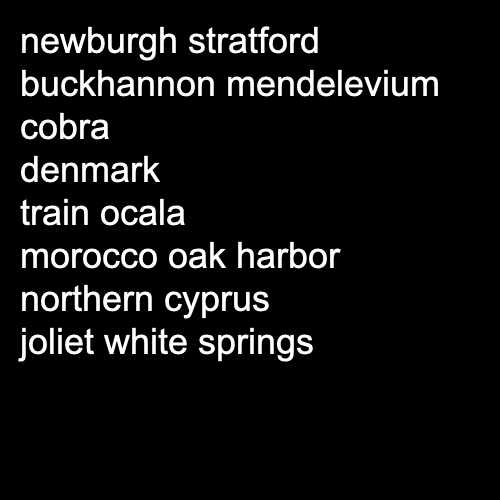 newburgh stratford
buckhannon mendelevium
cobra
denmark
train ocala
morocco oak harbor
northern cyprus
joliet white springs